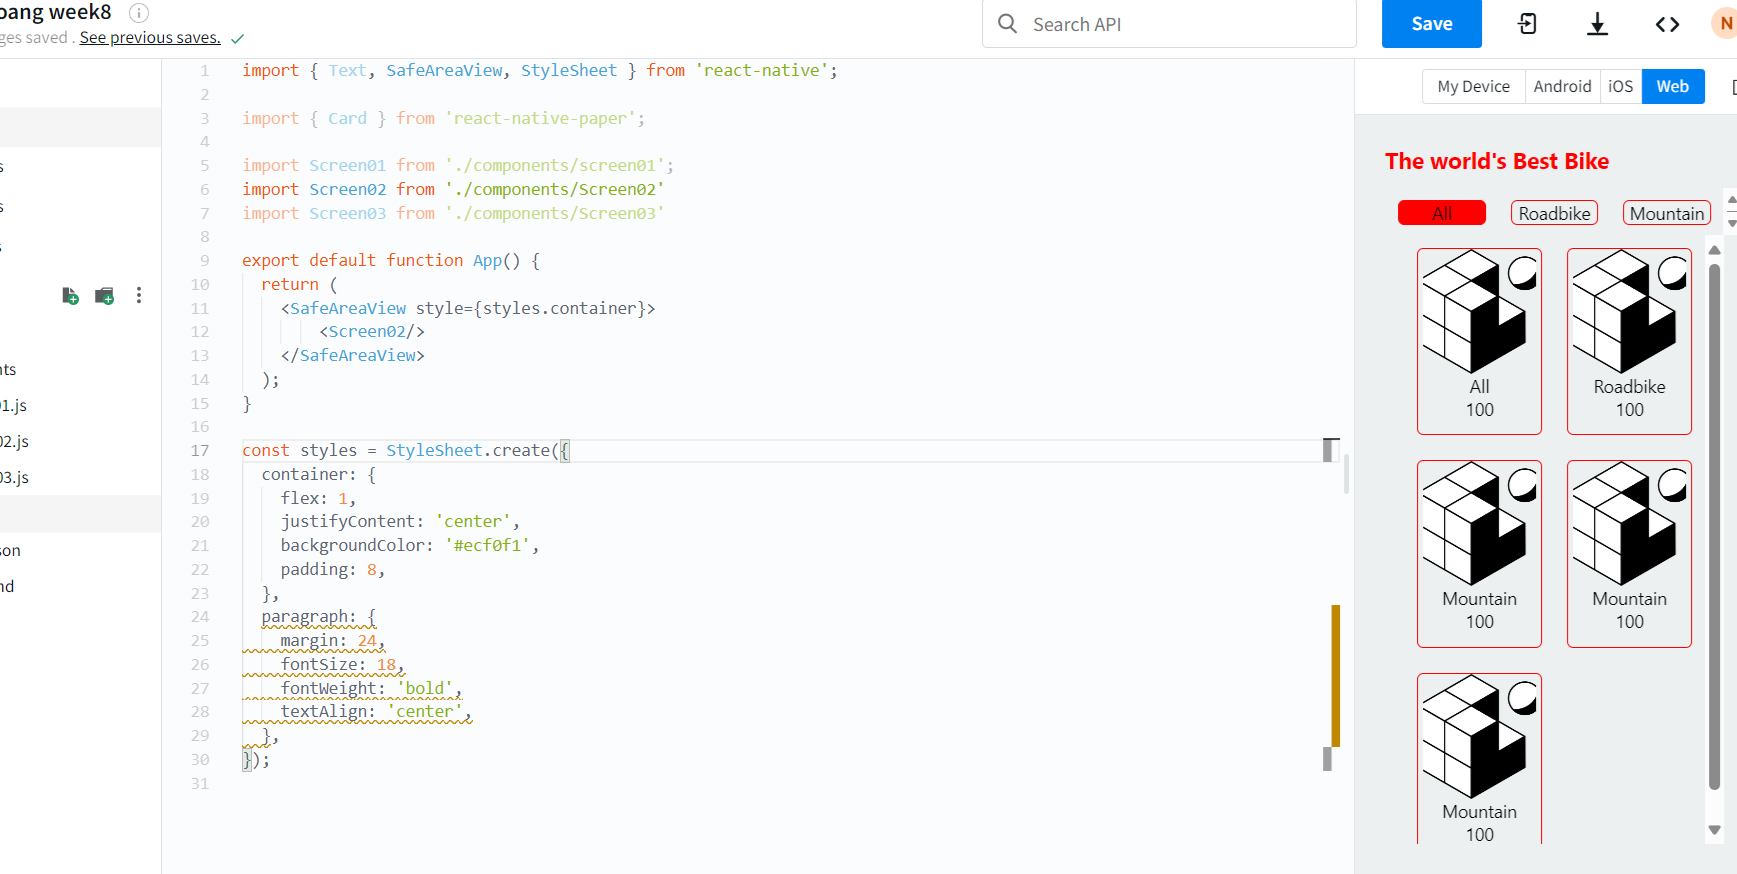 oang week8
ges saved . See previous saves.
Search API
Save
N
My Device
Android
iOS
Web
s
s
s
nts
01.js
02.js
03.js
son
nd
1 import { Text, SafeAreaView, StyleSheet } from 'react-native';
2
3 import { Card } from 'react-native-paper';
4
5 import Screen01 from './components/screen01';
6 import Screen02 from './components/Screen02'
7 import Screen03 from './components/Screen03'
8
9 export default function App() {
10 return (
11 <SafeAreaView style={styles.container}>
12 <Screen02/>
13 </SafeAreaView>
14 );
15 }
16
17 const styles = StyleSheet.create({
18 container: {
19 flex: 1,
20 justifyContent: 'center',
21 backgroundColor: '#ecf0f1',
22 padding: 8,
23 },
24 paragraph: {
25 margin: 24,
26 fontSize: 18,
27 fontWeight: 'bold',
28 textAlign: 'center',
29 },
30 });
31
The world's Best Bike
All
Roadbike
Mountain
All
100
Roadbike
100
Mountain
100
Mountain
100
Mountain
100